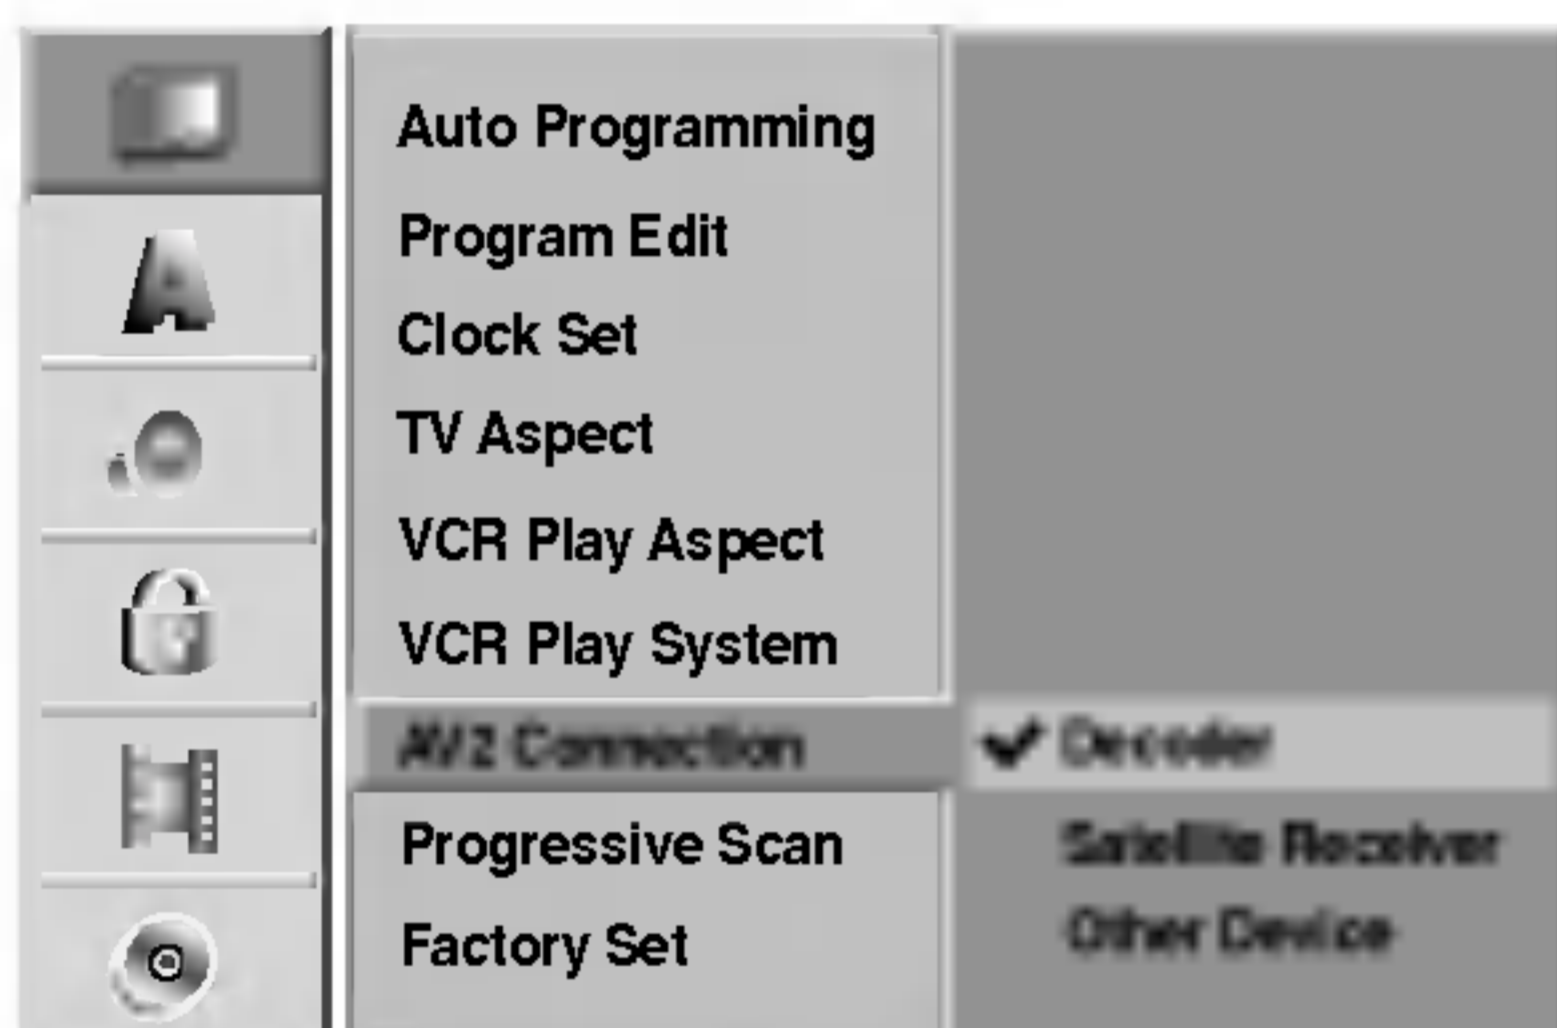 A
Auto Programming
Program Edit
Clock Set
TV Aspect
VCR Play Aspect
VCR Play System
AV2 Connection
Decoder
Progressive Scan
Satellite Receiver
Factory Set
Other Device